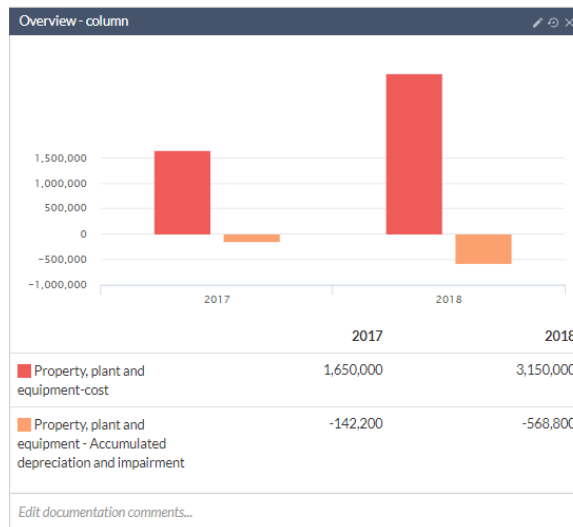 Overview - column
1,500,000
1,000,000
500,000
0
-500,000
-1,000,000
2017 2018
2017 2018
Property, plant and 1,650,000 3,150,000
equipment-cost
Property, plant and -142,200 -568,800
equipment - Accumulated
depreciation and impairment
Edit documentation comments...